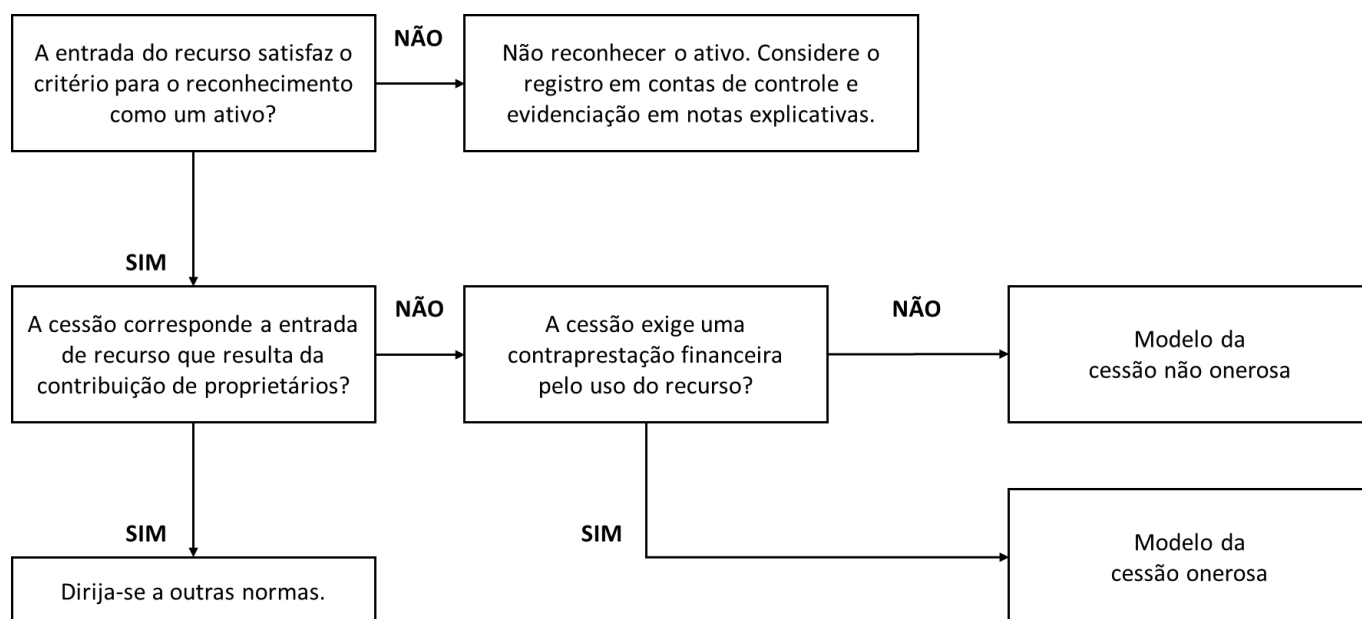 A entrada do recurso satisfaz o
critério para o reconhecimento
como um ativo?
NÃO
Não reconhecer o ativo. Considere o
registro em contas de controle e
evidenciação em notas explicativas.
SIM
A cessão corresponde a entrada
de recurso que resulta da
contribuição de proprietários?
NÃO
A cessão exige uma
contraprestação financeira
pelo uso do recurso?
NÃO
Modelo da
cessão não onerosa
SIM
Dirija-se a outras normas.
SIM
Modelo da
cessão onerosa